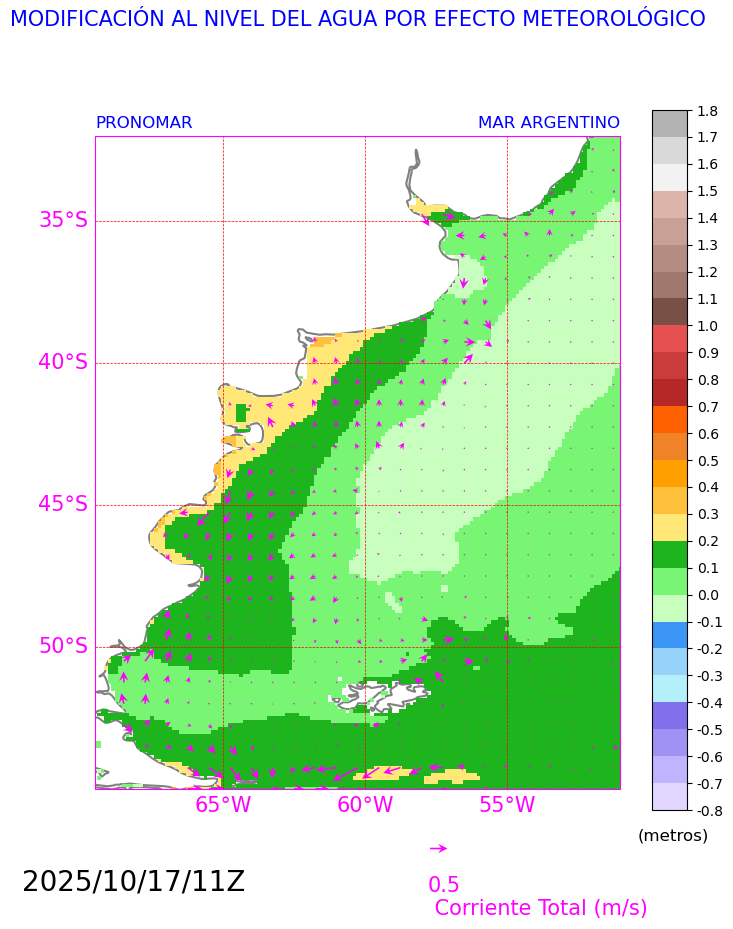 MODIFICACIÓN AL NIVEL DEL AGUA POR EFECTO METEOROLÓGICO
PRONOMAR MAR ARGENTINO
35°S
40°S
45°S
50°S
65°W 60°W 55°W
1.8
1.7
1.6
1.5
1.4
1.3
1.2
1.1
1.0
0.9
0.8
0.7
0.6
0.5
0.4
0.3
0.2
0.1
0.0
-0.1
-0.2
-0.3
-0.4
-0.5
-0.6
-0.7
-0.8
(metros)
2025/10/17/11Z
0.5
Corriente Total (m/s)